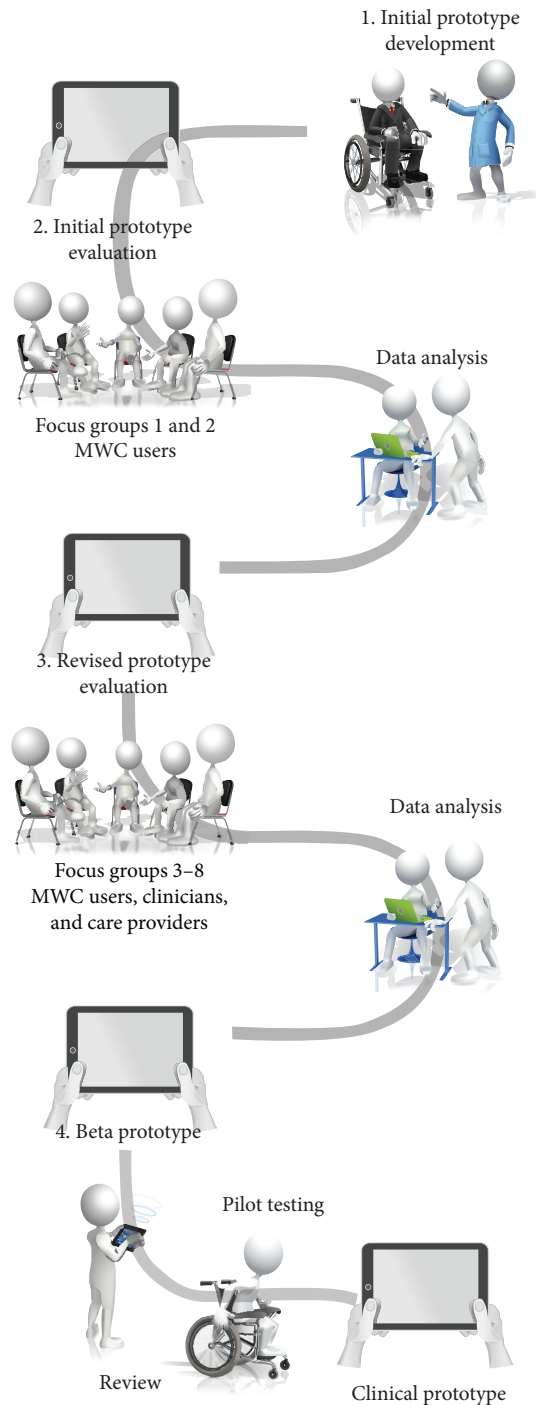 1. Initial prototype
development
2. Initial prototype
evaluation
Focus groups 1 and 2
MWC users
Data analysis
3. Revised prototype
evaluation
Focus groups 3–8
MWC users, clinicians,
and care providers
Data analysis
4. Beta prototype
Pilot testing
Review
Clinical prototype